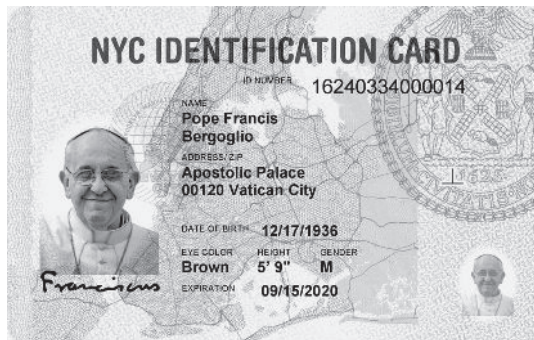 NYC IDENTIFICATION CARD
ID NUMBER 16240334000014
NAME
Pope Francis
Bergoglio
ADDRESS/ZIP
Apostolic Palace
00120 Vatican City
DATE OF BIRTH 12/17/1936
EYE COLOR HEIGHT GENDER
Brown 5' 9" M
Franciscus
EXPIRATION 09/15/2020